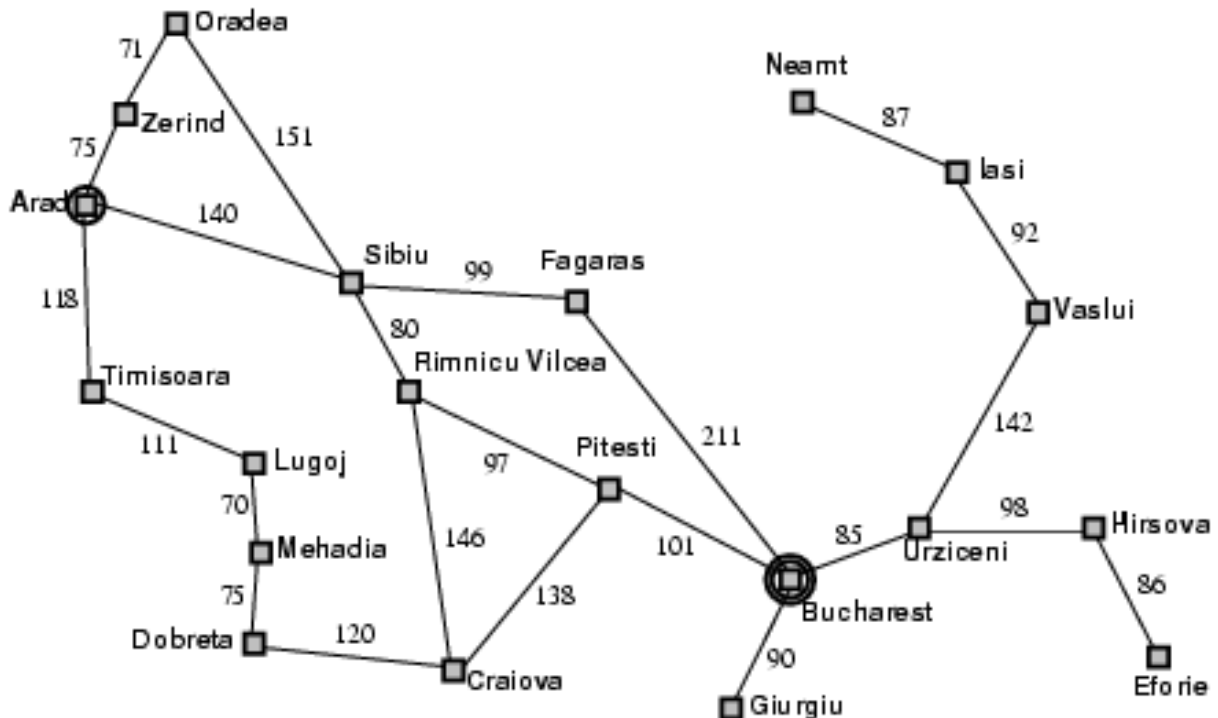 Oradea
71
Neamt
Zerind
87
75
151
Iasi
Arad
140
92
Sibiu
Fagaras
99
118
80
Vaslui
Rimnicu Vilcea
Timisoara
142
211
111
Pitesti
Lugoj
97
70
98
Hirsova
146
101
85
Urziceni
Mehadia
86
75
138
Bucharest
Dobreta
120
90
Craiova
Eforie
Giurgiu